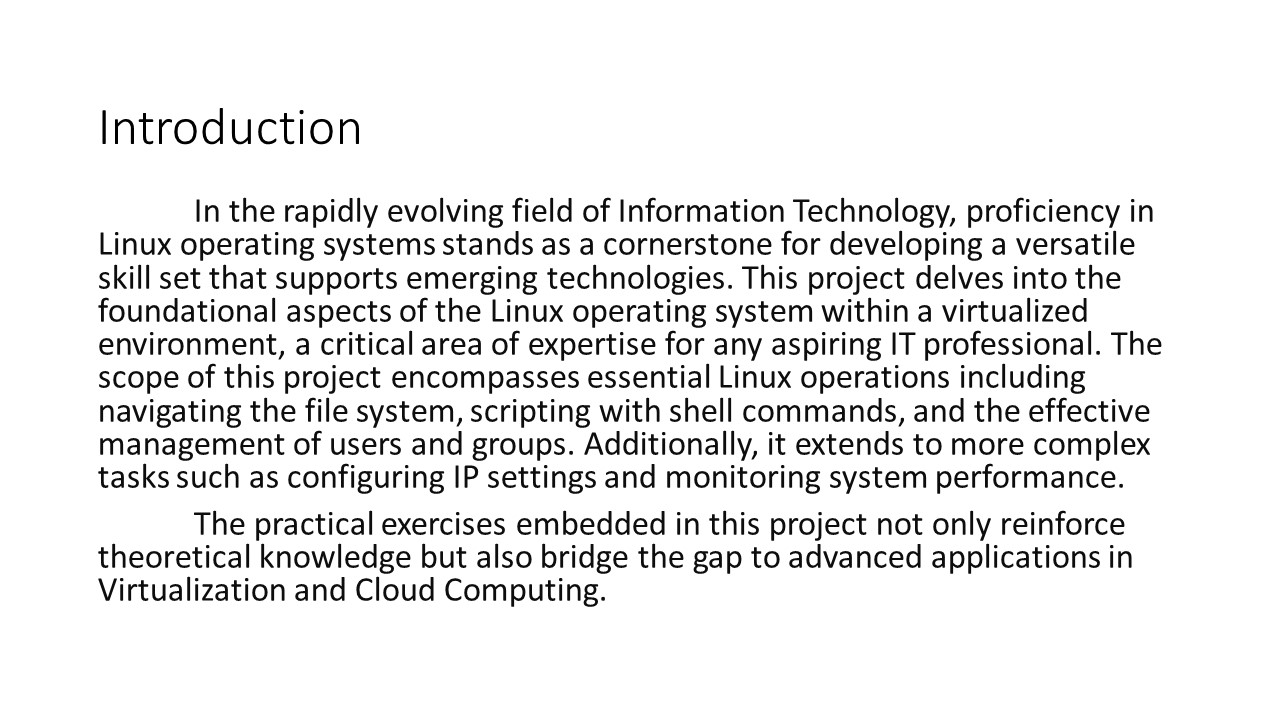 Introduction
In the rapidly evolving field of Information Technology, proficiency in
Linux operating systems stands as a cornerstone for developing a versatile
skill set that supports emerging technologies. This project delves into the
foundational aspects of the Linux operating system within a virtualized
environment, a critical area of expertise for any aspiring IT professional. The
scope of this project encompasses essential Linux operations including
navigating the file system, scripting with shell commands, and the effective
management of users and groups. Additionally, it extends to more complex
tasks such as configuring IP settings and monitoring system performance.
The practical exercises embedded in this project not only reinforce
theoretical knowledge but also bridge the gap to advanced applications in
Virtualization and Cloud Computing.